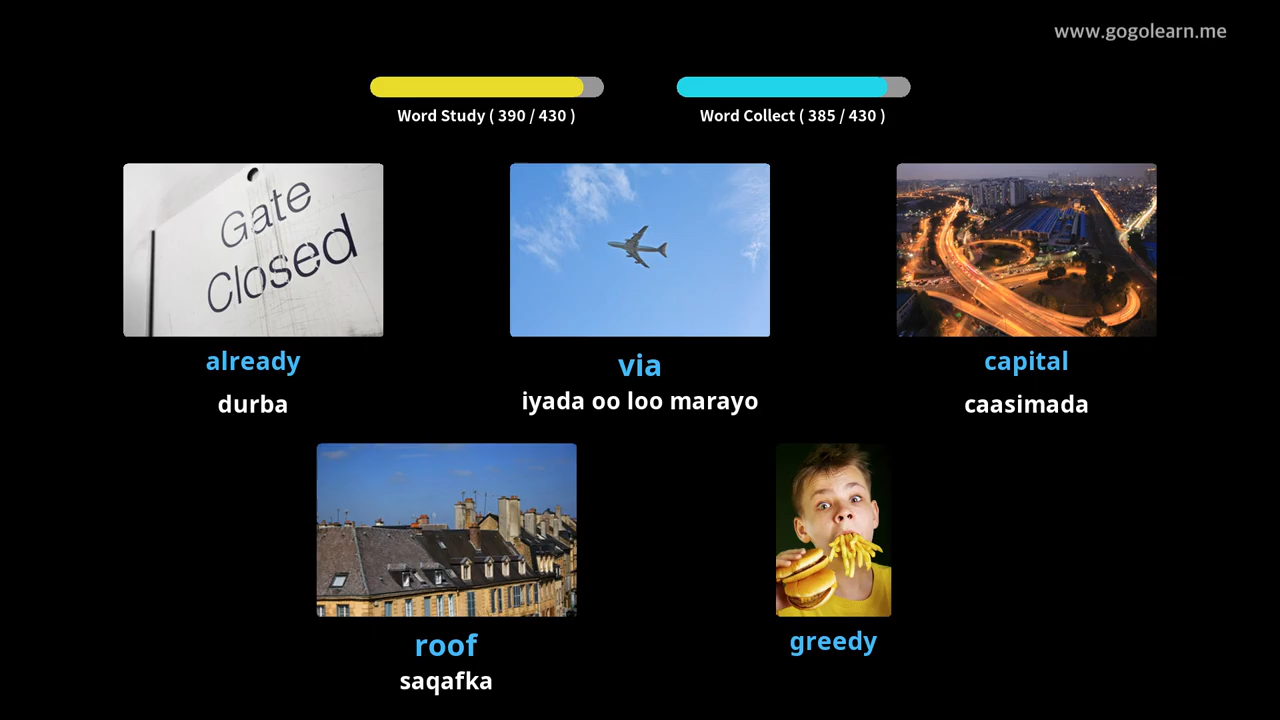 www.gogolearn.me
Word Study ( 390 / 430 )
Word Collect ( 385 / 430 )
Gate
Closed
already
durba
via
iyada oo loo marayo
capital
caasimada
roof
saqafka
greedy